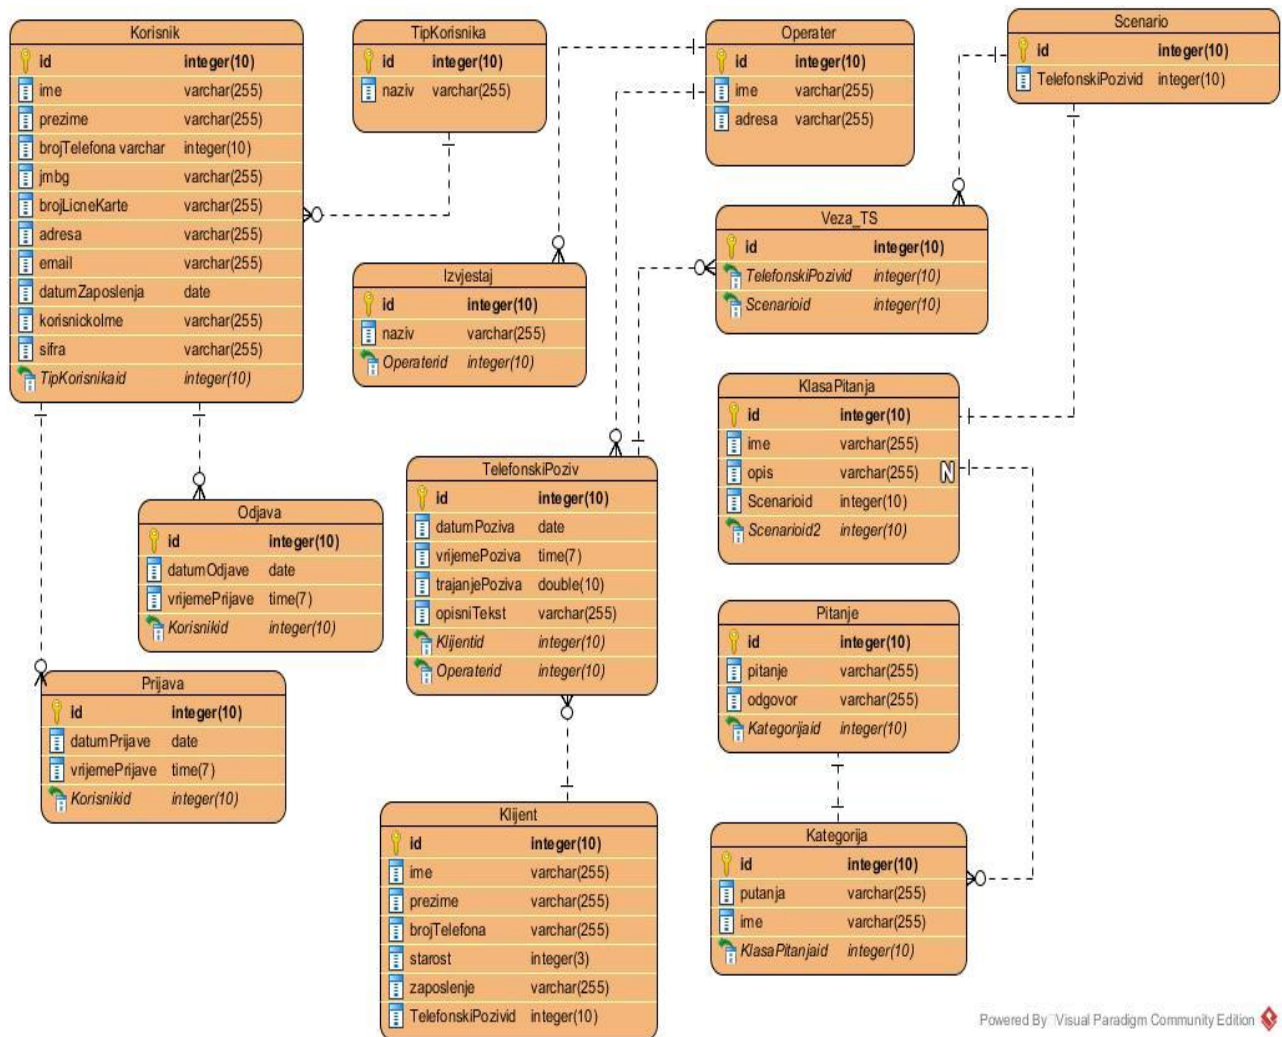 Korisnik
id integer(10)
ime varchar(255)
prezime varchar(255)
brojTelefona varchar integer(10)
jmbg varchar(255)
brojLicneKarte varchar(255)
adresa varchar(255)
email varchar(255)
datumZaposlenja date
korisnickoIme varchar(255)
sifra varchar(255)
TipKorisnikaid integer(10)
TipKorisnika
id integer(10)
naziv varchar(255)
Operater
id integer(10)
ime varchar(255)
adresa varchar(255)
Scenario
id integer(10)
TelefonskiPozivid integer(10)
Veza_TS
id integer(10)
TelefonskiPozivid integer(10)
Scenarioid integer(10)
Izvjestaj
id integer(10)
naziv varchar(255)
Operaterid integer(10)
KlasaPitanja
id integer(10)
ime varchar(255)
opis varchar(255) N
Scenarioid integer(10)
Scenarioid2 integer(10)
TelefonskiPoziv
id integer(10)
datumPoziva date
vrijemePoziva time(7)
trajanjePoziva double(10)
opisniTekst varchar(255)
Klijentid integer(10)
Operaterid integer(10)
Odjava
id integer(10)
datumOdjave date
vrijemePrijave time(7)
Korisnikid integer(10)
Pitanje
id integer(10)
pitanje varchar(255)
odgovor varchar(255)
Kategorijaid integer(10)
Prijava
id integer(10)
datumPrijave date
vrijemePrijave time(7)
Korisnikid integer(10)
Klijent
id integer(10)
ime varchar(255)
prezime varchar(255)
brojTelefona varchar(255)
starost integer(3)
zaposlenje varchar(255)
TelefonskiPozivid integer(10)
Kategorija
id integer(10)
putanja varchar(255)
ime varchar(255)
KlasaPitanjaid integer(10)
Powered By Visual Paradigm Community Edition